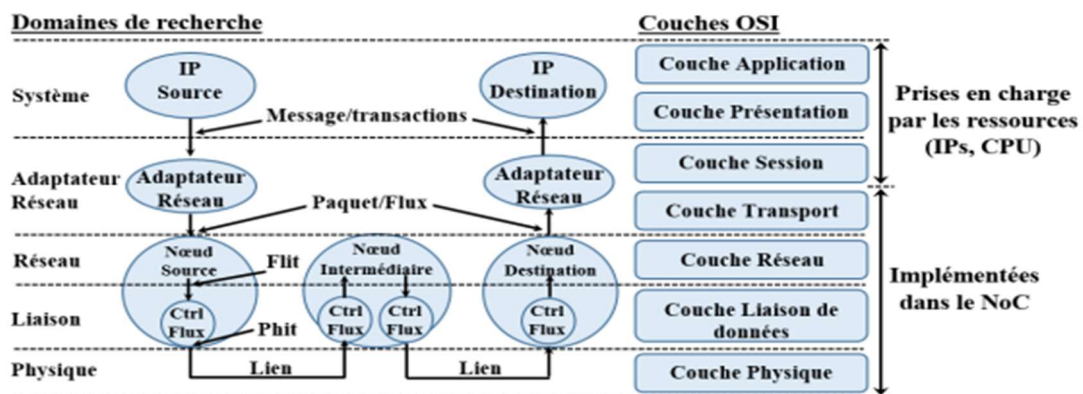 Domaines de recherche
Couches OSI
IP
Source
IP
Destination
Couche Application
Système
Couche Présentation
Prises en charge
par les ressources
(IPs, CPU)
Message/transactions
Couche Session
Adaptateur
Réseau
Adaptateur
Réseau
Adaptateur
Réseau
Paquet/Flux
Couche Transport
Réseau
Nœud
Source
Flit
Nœud
Intermédiaire
Nœud
Destination
Couche Réseau
Implémentées
dans le NoC
Liaison
Ctrl
Flux
Phit
Ctrl
Flux
Ctrl
Flux
Ctrl
Flux
Couche Liaison de
données
Physique
Lien
Lien
Couche Physique